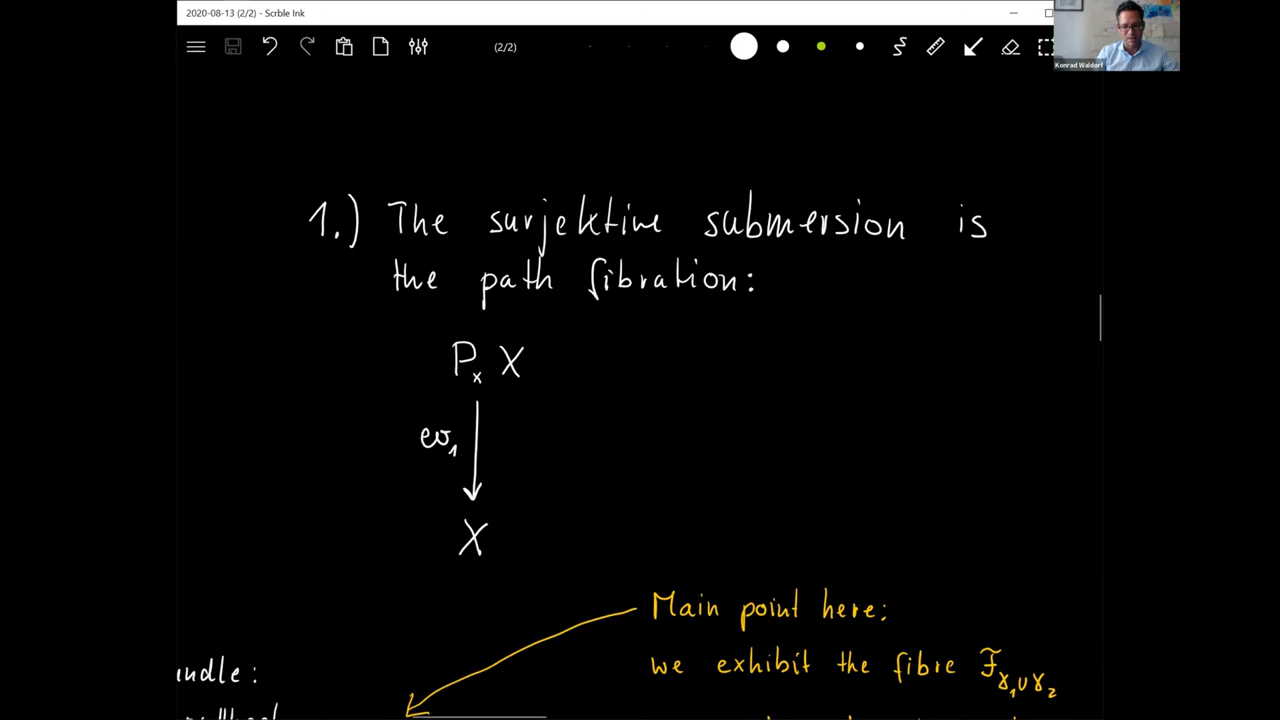 2020-08-13 (2/2) - Scrble Ink
(2/2)
Konrad Waldorf
1.) The surjektive submersion is
the path fibration:
PₓX
ev₁
X
Main point here:
we exhibit the fibre ℱγ₁∪γ₂
undle: